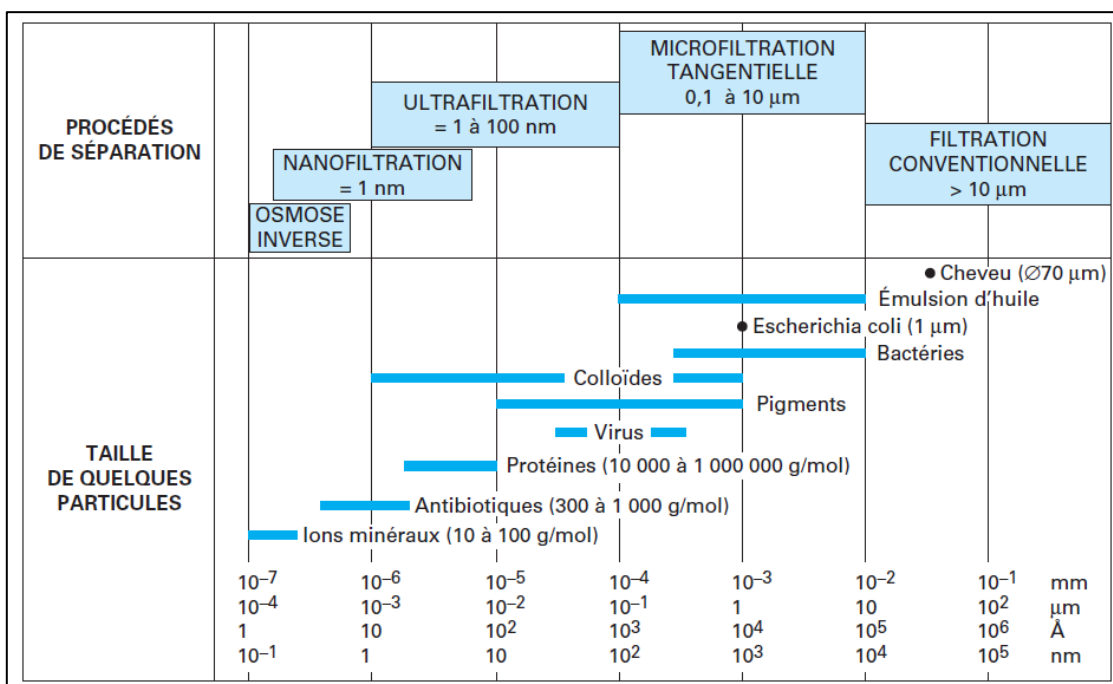 MICROFILTRATION
TANGENTIELLE
0,1 à 10 µm
ULTRAFILTRATION
= 1 à 100 nm
PROCÉDÉS
DE SÉPARATION
FILTRATION
CONVENTIONNELLE
> 10 µm
NANOFILTRATION
= 1 nm
OSMOSE
INVERSE
Cheveu (∅70 µm)
Émulsion d'huile
Escherichia coli (1 µm)
Bactéries
Colloïdes
Pigments
Virus
TAILLE
DE QUELQUES
PARTICULES
Protéines (10 000 à 1 000 000 g/mol)
Antibiotiques (300 à 1 000 g/mol)
Ions minéraux (10 à 100 g/mol)
10⁻⁷ 10⁻⁶ 10⁻⁵ 10⁻⁴ 10⁻³ 10⁻² 10⁻¹ mm
10⁻⁴ 10⁻³ 10⁻² 10⁻¹ 1 10 10² µm
1 10 10² 10³ 10⁴ 10⁵ 10⁶ Å
10⁻¹ 1 10 10² 10³ 10⁴ 10⁵ nm